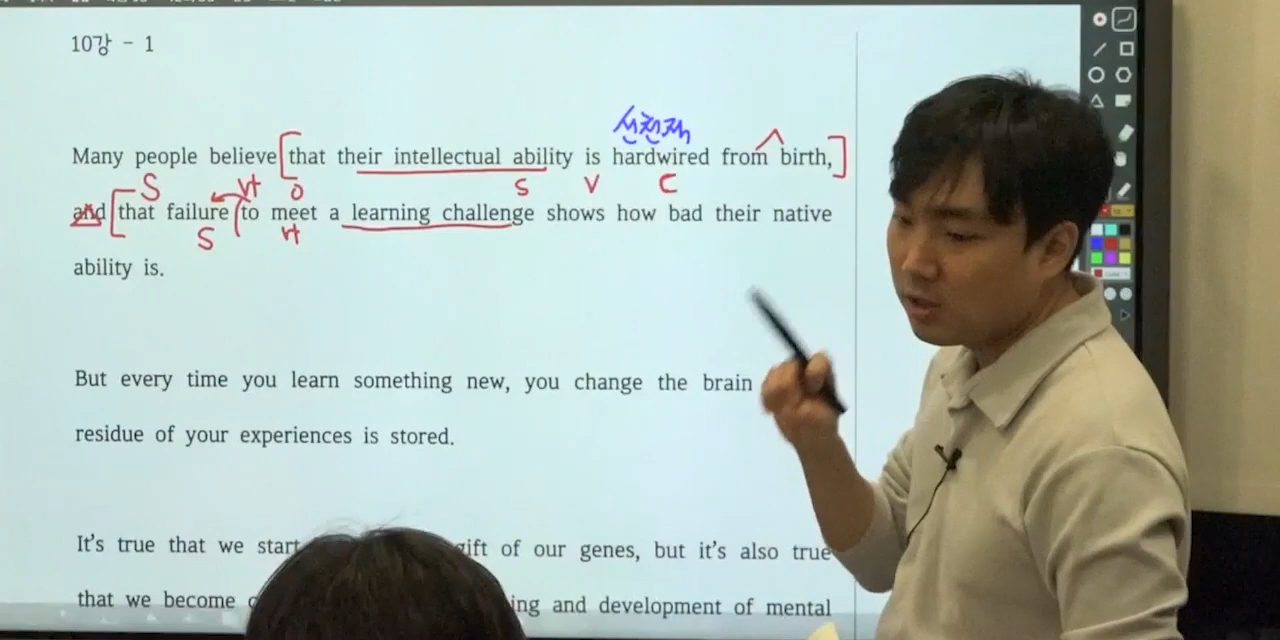 10강 - 1
선천적
Many people believe [that their intellectual ability is hardwired from birth,]
S vt O S V C
and [that failure (to meet a learning challenge shows how bad their native
S vt
ability is.
But every time you learn something new, you change the brain
residue of your experiences is stored.
It's true that we start gift of our genes, but it's also true
that we become ing and development of mental